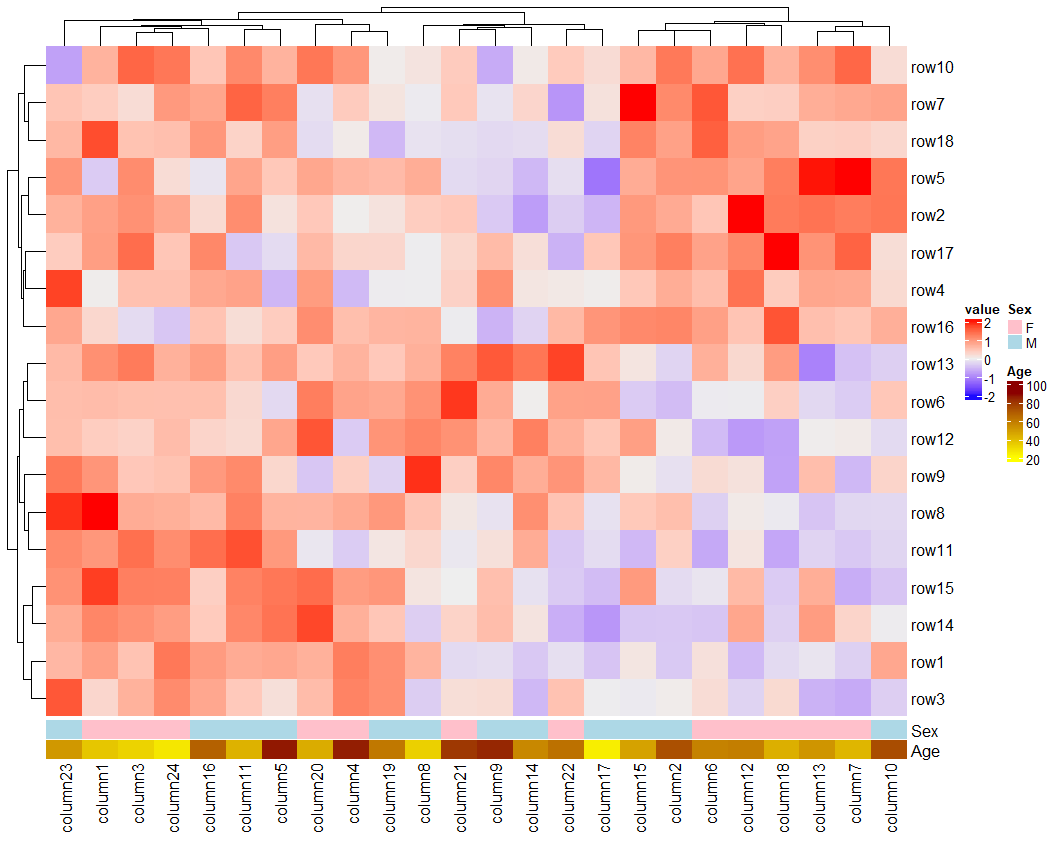 row10
row7
row18
row5
row2
row17
row4
row16
row13
row6
row12
row9
row8
row11
row15
row14
row1
row3
Sex
Age
column23
column1
column3
column24
column16
column11
column5
column20
column4
column19
column8
column21
column9
column14
column22
column17
column15
column2
column6
column12
column18
column13
column7
column10
value
2
1
0
-1
-2
Sex
F
M
Age
100
80
60
40
20